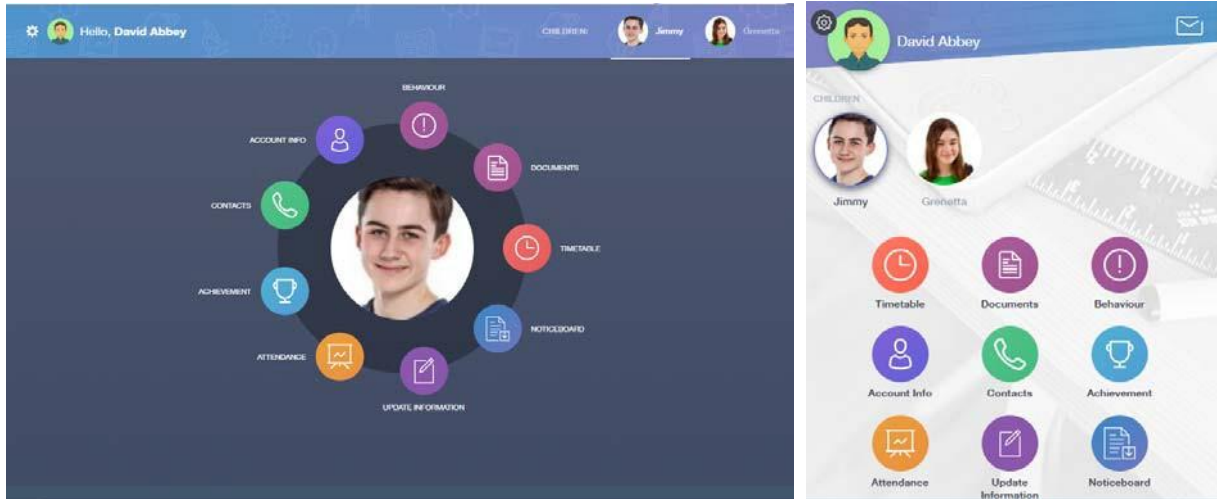 Hello, David Abbey
CHILDREN:
Jimmy
Grenetta
BEHAVIOUR
ACCOUNT INFO
DOCUMENTS
CONTACTS
TIMETABLE
ACHIEVEMENT
NOTICEBOARD
ATTENDANCE
UPDATE INFORMATION
David Abbey
CHILDREN
Jimmy
Grenetta
Timetable
Documents
Behaviour
Account Info
Contacts
Achievement
Attendance
Update
Information
Noticeboard